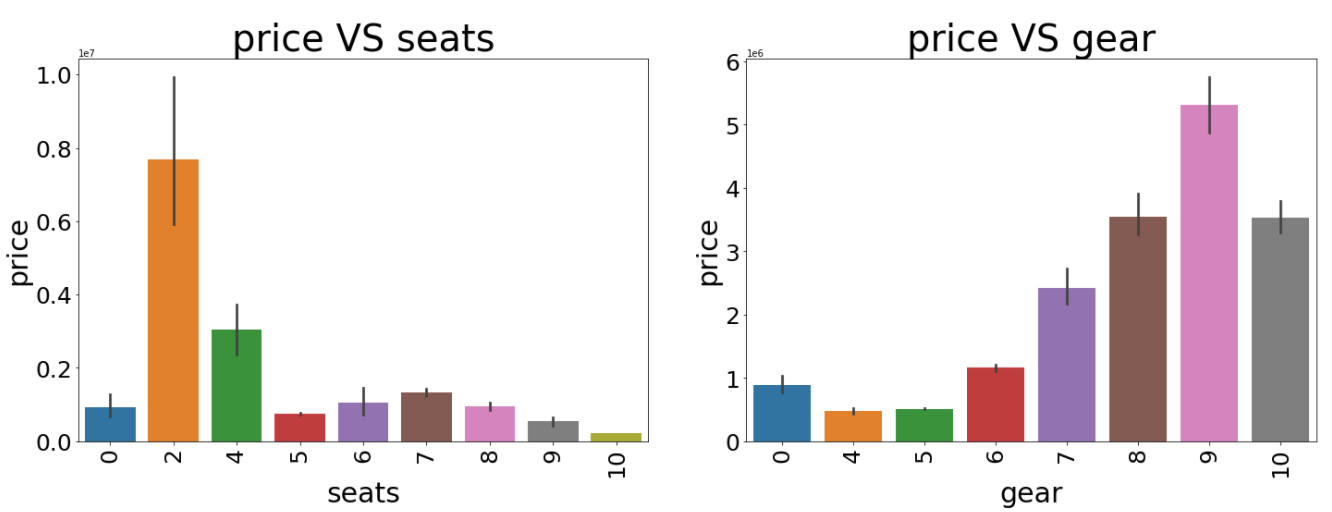 price VS seats
1e7
1.0
0.8
0.6
0.4
0.2
0.0
price
0 2 4 5 6 7 8 9 10
seats
price VS gear
1e6
6
5
4
3
2
1
0
price
0 4 5 6 7 8 9 10
gear